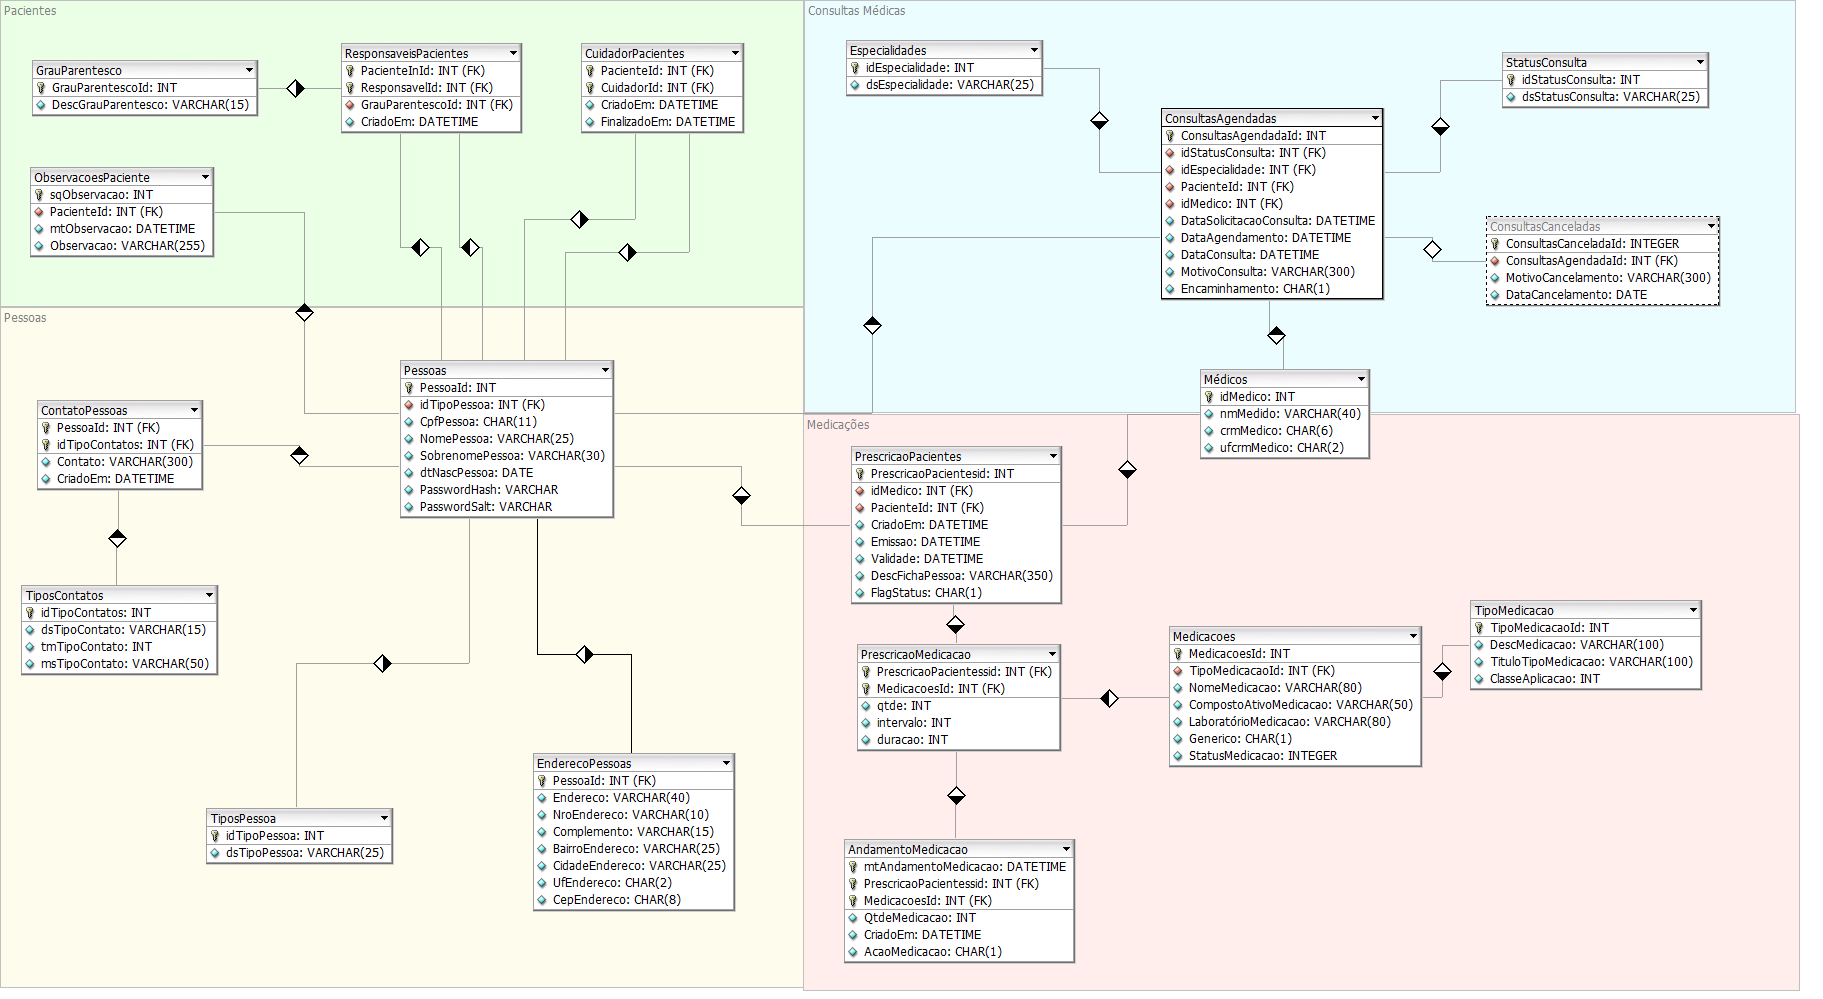 Pacientes
GrauParentesco
GrauParentescoId: INT
DescGrauParentesco: VARCHAR(15)
ResponsaveisPacientes
PacienteInId: INT (FK)
ResponsavelId: INT (FK)
GrauParentescoId: INT (FK)
CriadoEm: DATETIME
CuidadorPacientes
PacienteId: INT (FK)
CuidadorId: INT (FK)
CriadoEm: DATETIME
FinalizadoEm: DATETIME
ObservacoesPaciente
sqObservacao: INT
PacienteId: INT (FK)
mtObservacao: DATETIME
Observacao: VARCHAR(255)
Consultas Médicas
Especialidades
idEspecialidade: INT
dsEspecialidade: VARCHAR(25)
StatusConsulta
idStatusConsulta: INT
dsStatusConsulta: VARCHAR(25)
ConsultasAgendadas
ConsultasAgendadaId: INT
idStatusConsulta: INT (FK)
idEspecialidade: INT (FK)
PacienteId: INT (FK)
idMedico: INT (FK)
DataSolicitacaoConsulta: DATETIME
DataAgendamento: DATETIME
DataConsulta: DATETIME
MotivoConsulta: VARCHAR(300)
Encaminhamento: CHAR(1)
ConsultasCanceladas
ConsultasCanceladaId: INTEGER
ConsultasAgendadaId: INT (FK)
MotivoCancelamento: VARCHAR(300)
DataCancelamento: DATE
Médicos
idMedico: INT
nmMedido: VARCHAR(40)
crmMedico: CHAR(6)
ufcrmMedico: CHAR(2)
Pessoas
Pessoas
PessoaId: INT
idTipoPessoa: INT (FK)
CpfPessoa: CHAR(11)
NomePessoa: VARCHAR(25)
SobrenomePessoa: VARCHAR(30)
dtNascPessoa: DATE
PasswordHash: VARCHAR
PasswordSalt: VARCHAR
ContatoPessoas
PessoaId: INT (FK)
idTipoContatos: INT (FK)
Contato: VARCHAR(300)
CriadoEm: DATETIME
TiposContatos
idTipoContatos: INT
dsTipoContato: VARCHAR(15)
tmTipoContato: INT
msTipoContato: VARCHAR(50)
TiposPessoa
idTipoPessoa: INT
dsTipoPessoa: VARCHAR(25)
EnderecoPessoas
PessoaId: INT (FK)
Endereco: VARCHAR(40)
NroEndereco: VARCHAR(10)
Complemento: VARCHAR(15)
BairroEndereco: VARCHAR(25)
CidadeEndereco: VARCHAR(25)
UfEndereco: CHAR(2)
CepEndereco: CHAR(8)
Medicações
PrescricaoPacientes
PrescricaoPacientesid: INT
idMedico: INT (FK)
PacienteId: INT (FK)
CriadoEm: DATETIME
Emissao: DATETIME
Validade: DATETIME
DescFichaPessoa: VARCHAR(350)
FlagStatus: CHAR(1)
PrescricaoMedicacao
PrescricaoPacientessid: INT (FK)
MedicacoesId: INT (FK)
qtde: INT
intervalo: INT
duracao: INT
Medicacoes
MedicacoesId: INT
TipoMedicacaoId: INT (FK)
NomeMedicacao: VARCHAR(80)
CompostoAtivoMedicacao: VARCHAR(50)
LaboratórioMedicacao: VARCHAR(80)
Generico: CHAR(1)
StatusMedicacao: INTEGER
TipoMedicacao
TipoMedicacaoId: INT
DescMedicacao: VARCHAR(100)
TituloTipoMedicacao: VARCHAR(100)
ClasseAplicacao: INT
AndamentoMedicacao
mtAndamentoMedicacao: DATETIME
PrescricaoPacientessid: INT (FK)
MedicacoesId: INT (FK)
QtdeMedicacao: INT
CriadoEm: DATETIME
AcaoMedicacao: CHAR(1)